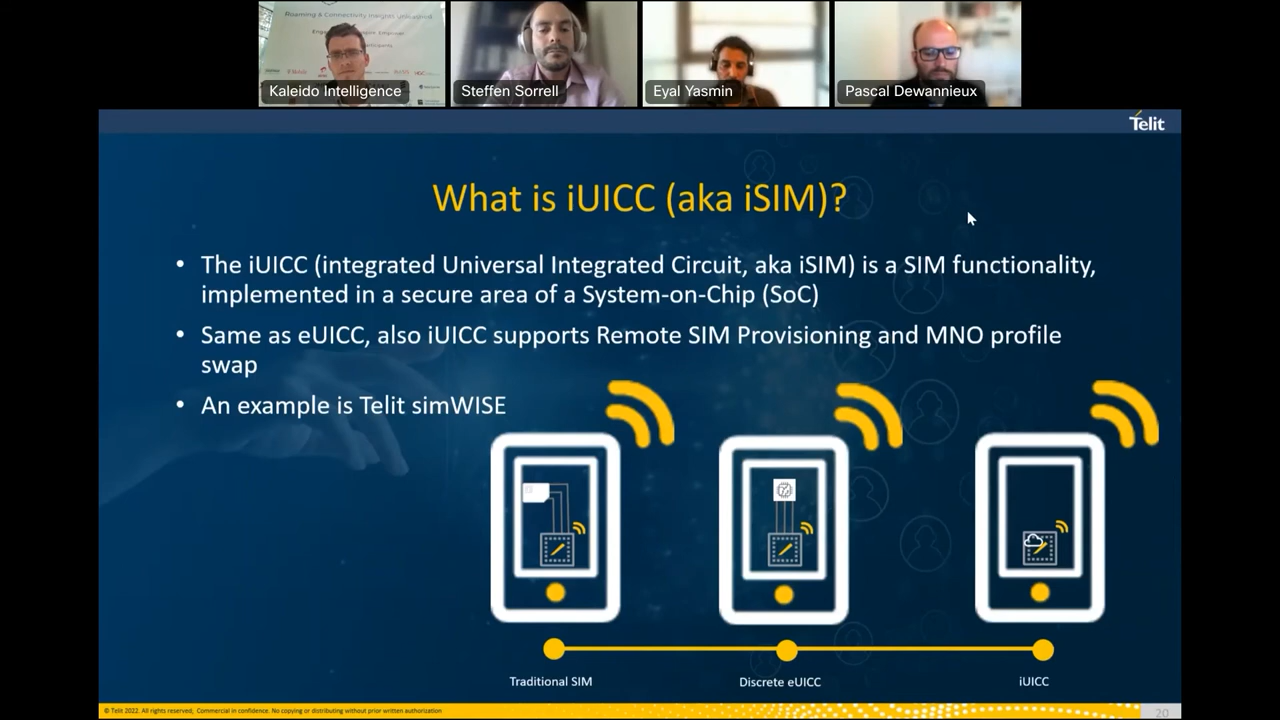 Roaming & Connectivity Insights
Kaleido Intelligence
Steffen Sorrell
Eyal Yasmin
Pascal Dewannieux
Telit
What is iUICC (aka iSIM)?
• The iUICC (integrated Universal Integrated Circuit, aka iSIM) is a SIM functionality,
implemented in a secure area of a System-on-Chip (SoC)
• Same as eUICC, also iUICC supports Remote SIM Provisioning and MNO profile
swap
• An example is Telit simWISE
Traditional SIM
Discrete eUICC
iUICC
© Telit 2022. All rights reserved; Commercial in confidence. No copying or distributing without prior written authorization
20